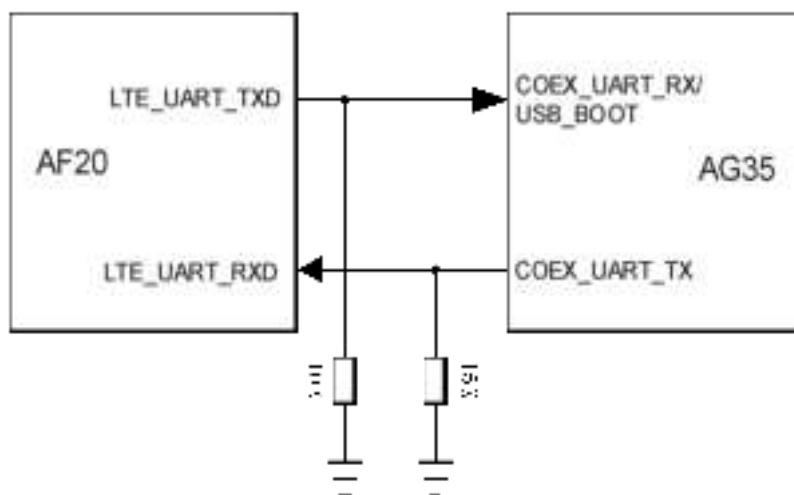 LTE_UART_TXD
COEX_UART_RX/
USB_BOOT
AF20
AG35
LTE_UART_RXD
COEX_UART_TX